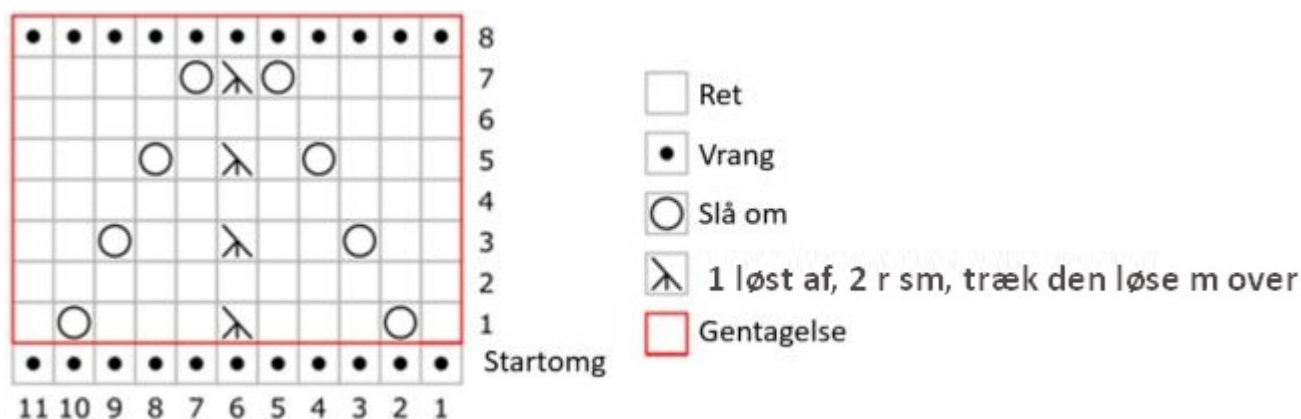 8
7
6
5
4
3
2
1
Startomg
11 10 9 8 7 6 5 4 3 2 1
Ret
Vrang
Slå om
1 løst af, 2 r sm, træk den løse m over
Gentagelse